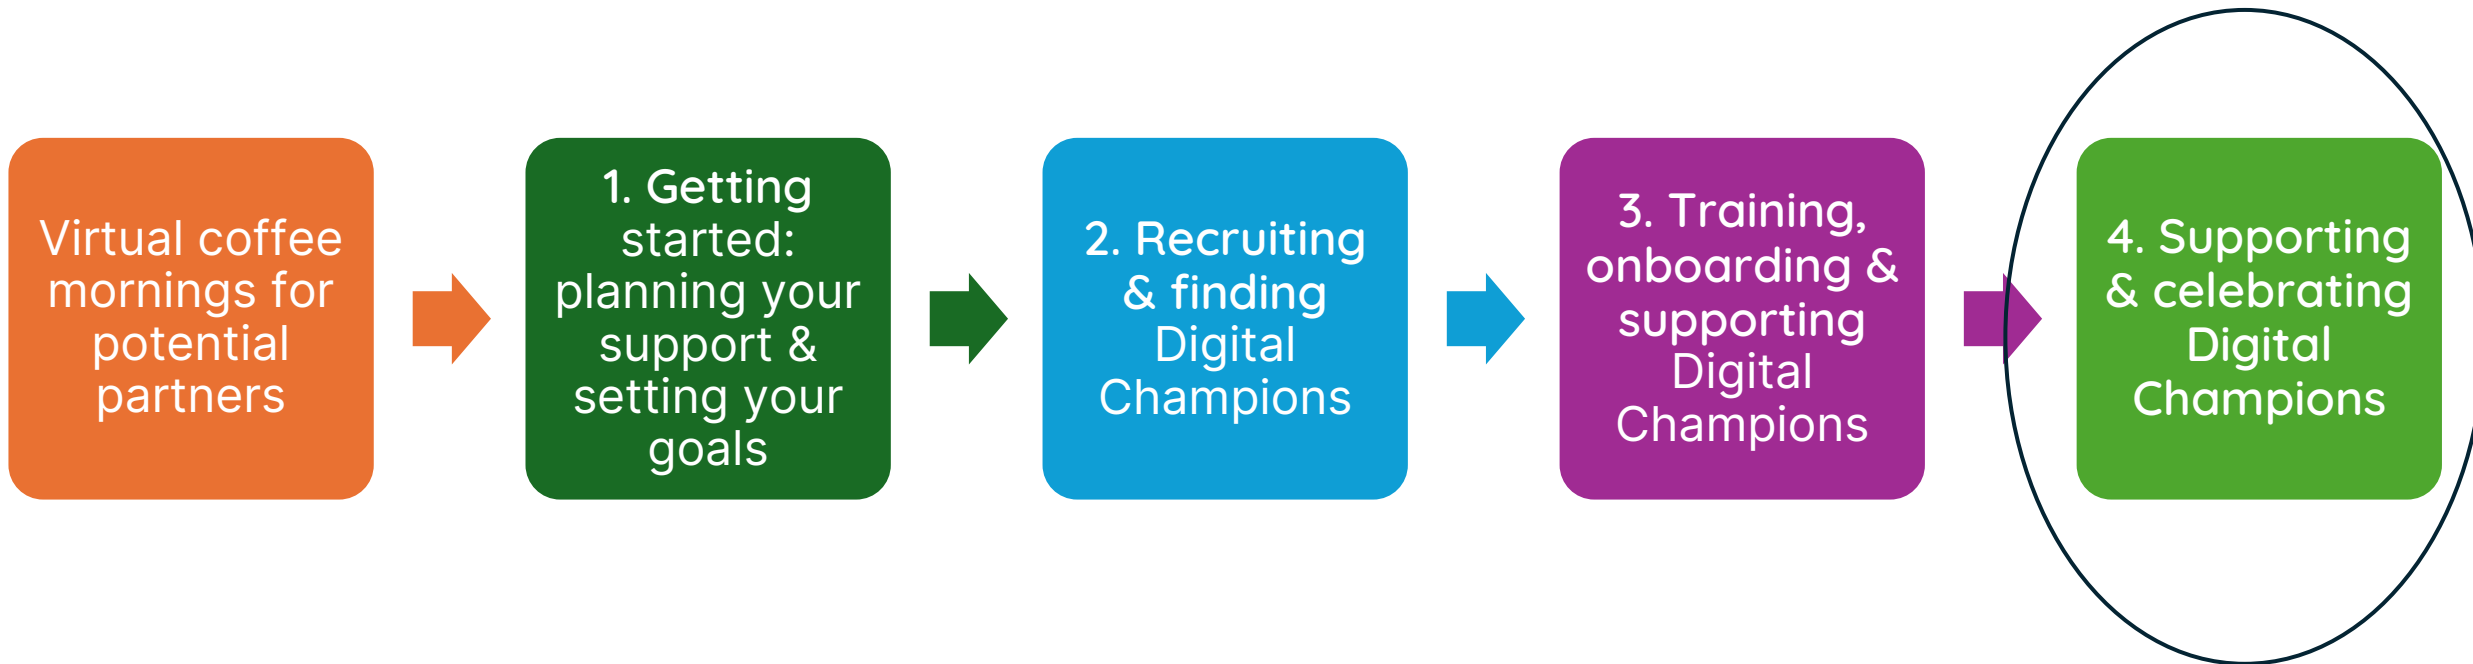 Virtual coffee
mornings for
potential
partners
1. Getting
started:
planning your
support &
setting your
goals
2. Recruiting
& finding
Digital
Champions
3. Training,
onboarding &
supporting
Digital
Champions
4. Supporting
& celebrating
Digital
Champions